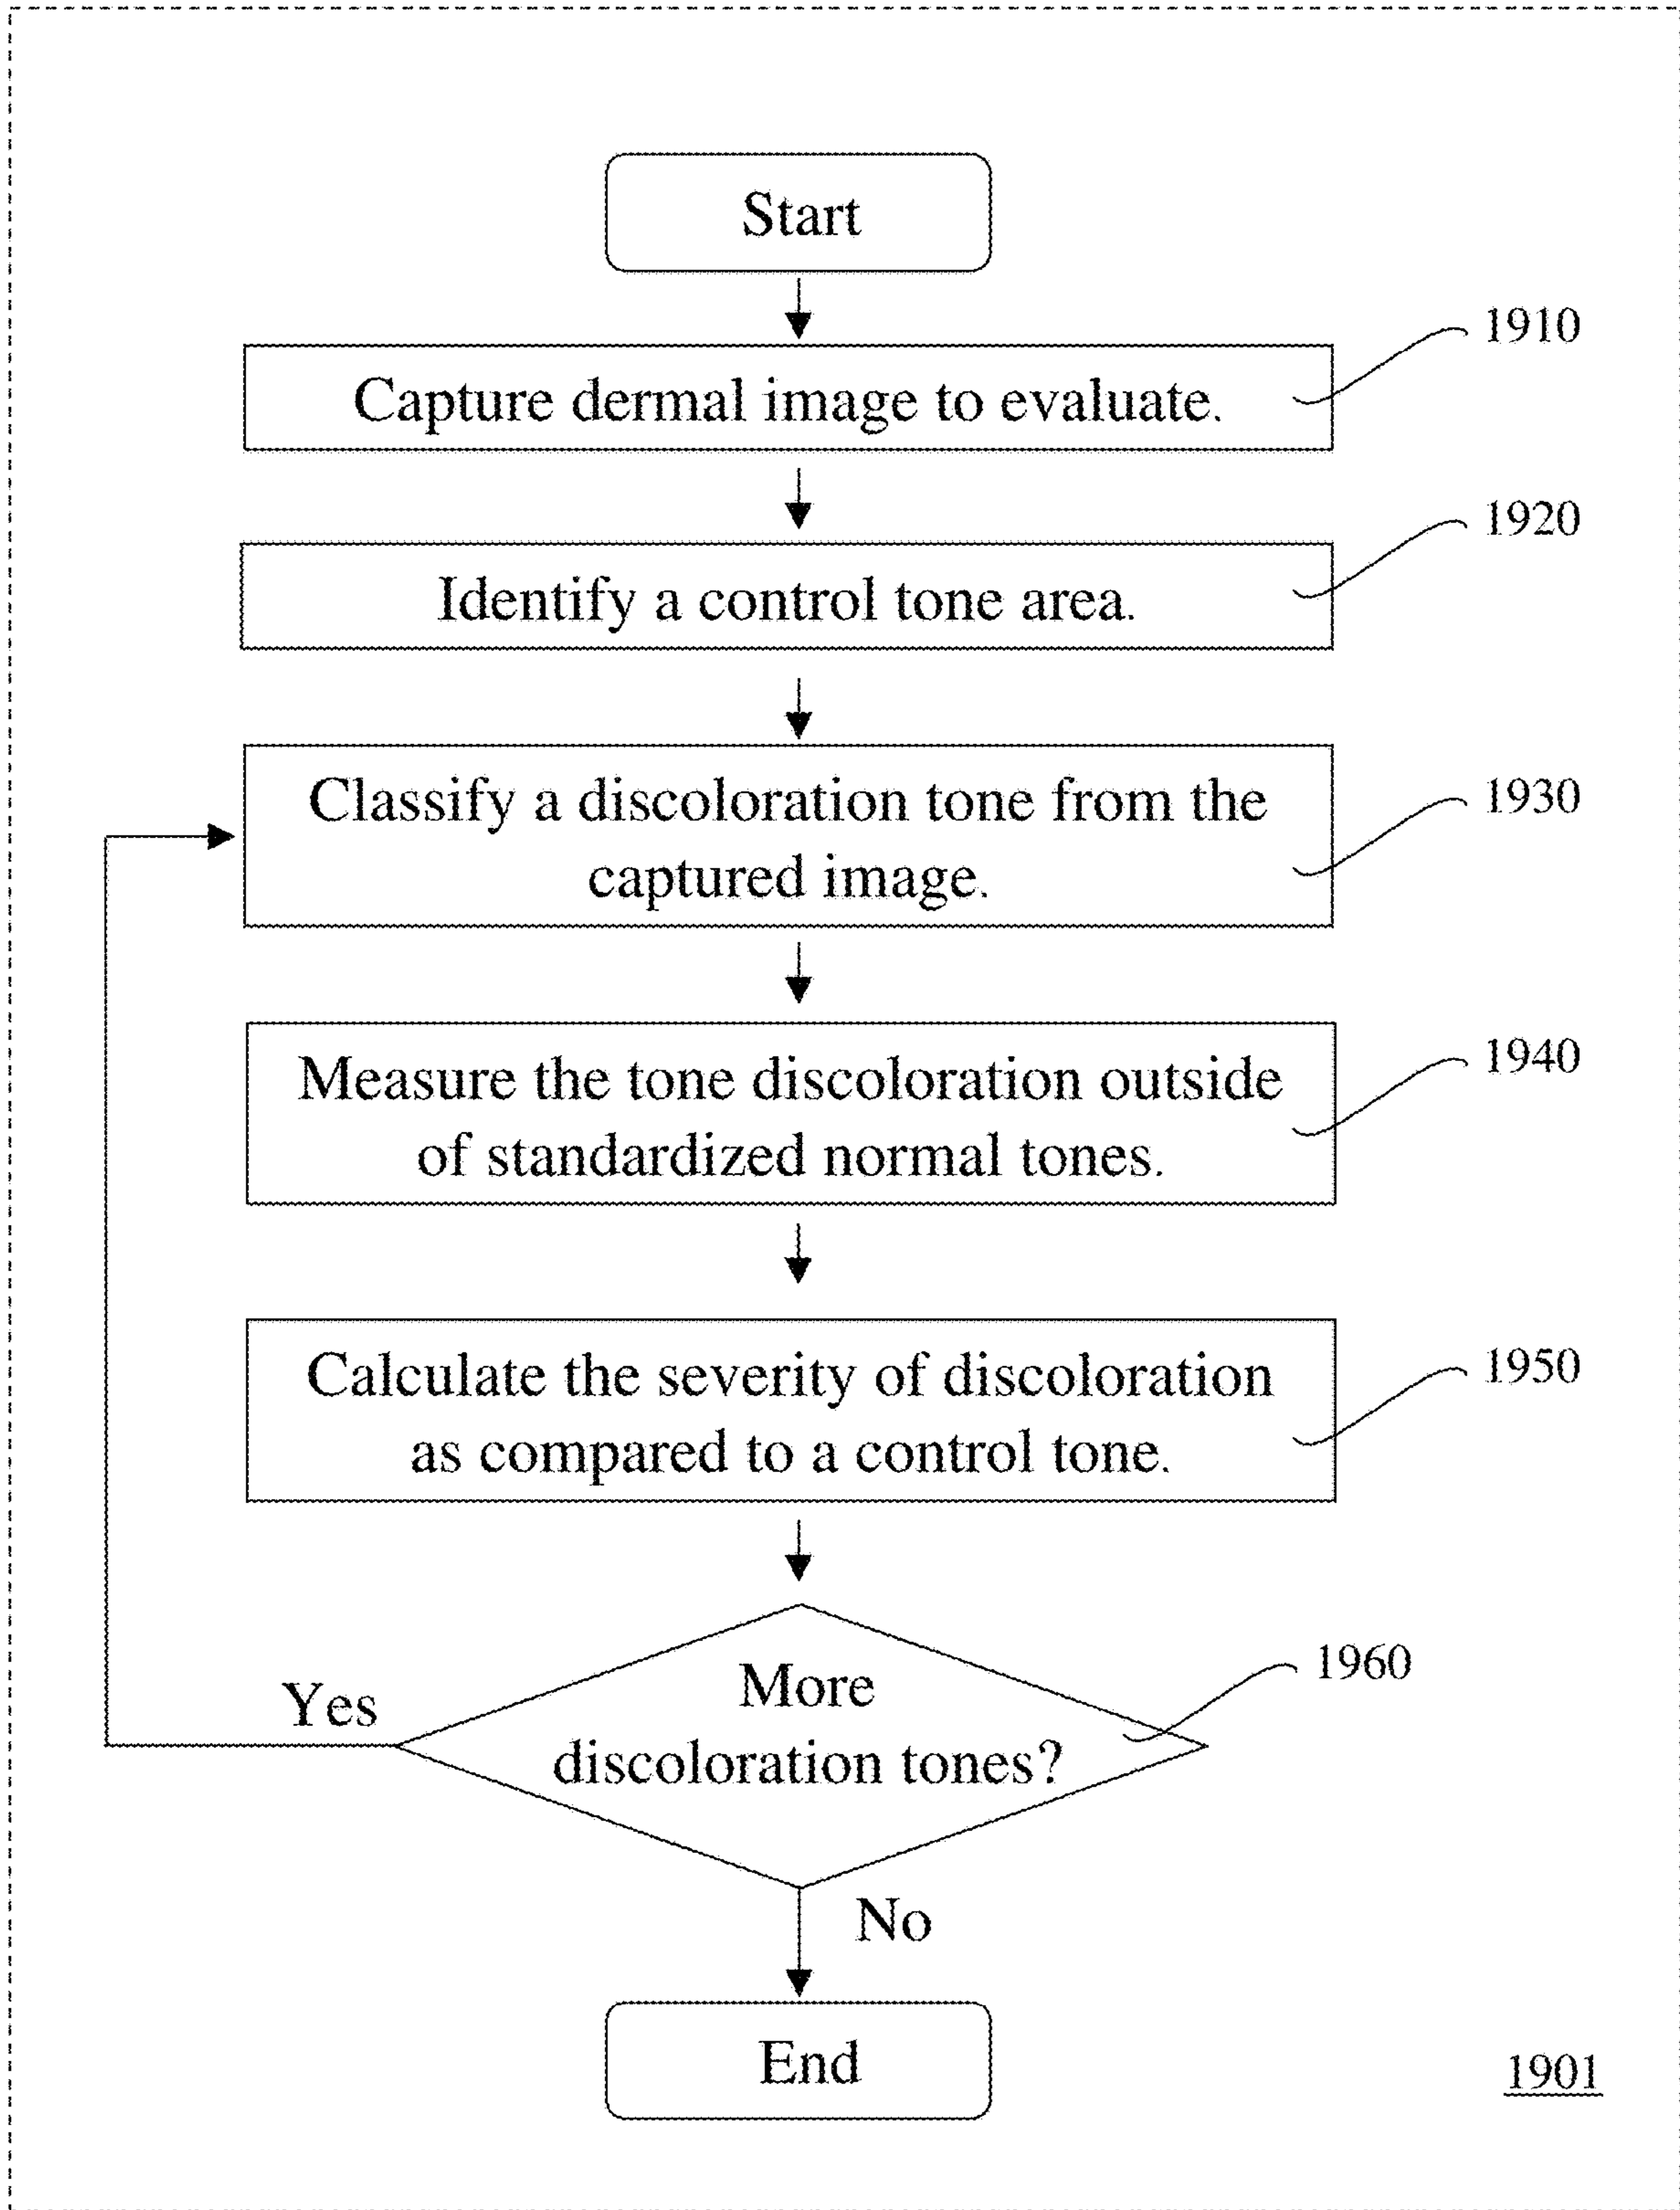 Start
1910
Capture dermal image to evaluate.
1920
Identify a control tone area.
1930
Classify a discoloration tone from the
captured image.
1940
Measure the tone discoloration outside
of standardized normal tones.
1950
Calculate the severity of discoloration
as compared to a control tone.
1960
More
discoloration tones?
Yes
No
End
1901